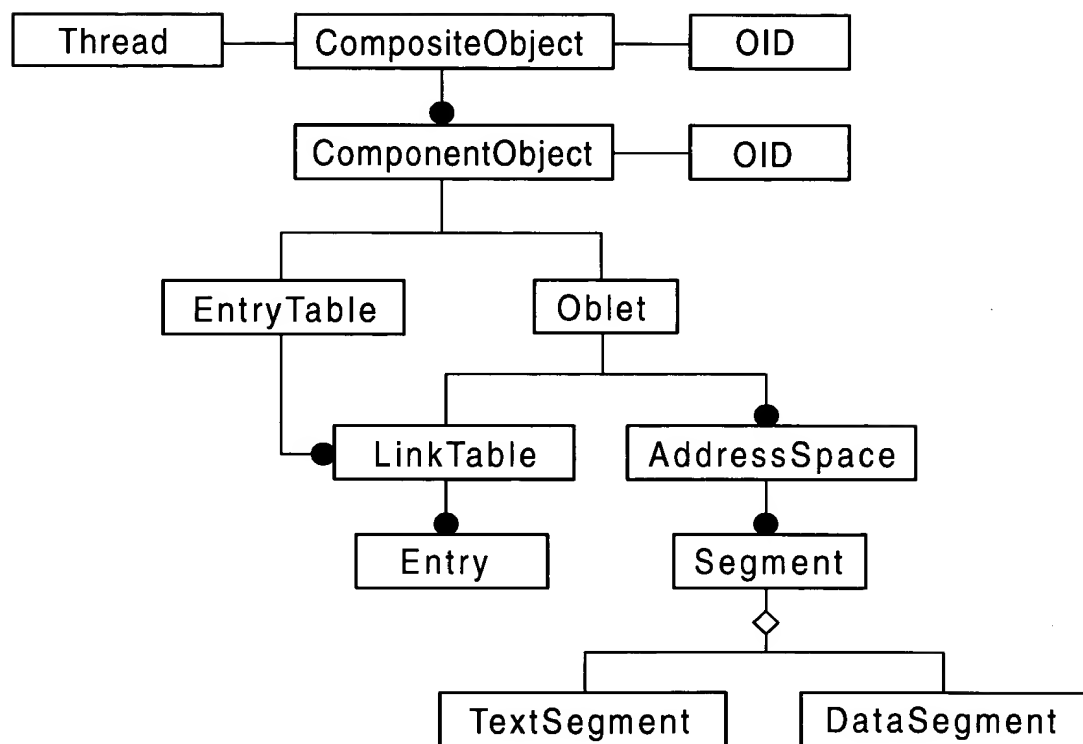 Thread
CompositeObject
OID
ComponentObject
OID
EntryTable
Oblet
LinkTable
AddressSpace
Entry
Segment
TextSegment
DataSegment